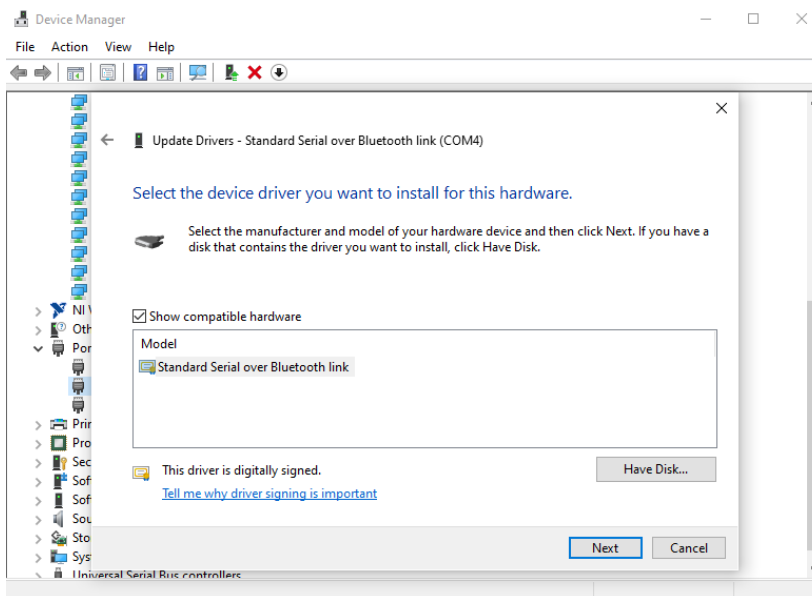 Device Manager
File Action View Help
Update Drivers - Standard Serial over Bluetooth link (COM4)
Select the device driver you want to install for this hardware.
Select the manufacturer and model of your hardware device and then click Next. If you have a
disk that contains the driver you want to install, click Have Disk.
NI
Oth
Show compatible hardware
Por
Model
Standard Serial over Bluetooth link
Prin
Pro
Sec
This driver is digitally signed.
Have Disk...
Sof
Tell me why driver signing is important
Sof
Sou
Sto
Next Cancel
Sys
Universal Serial Bus controllers